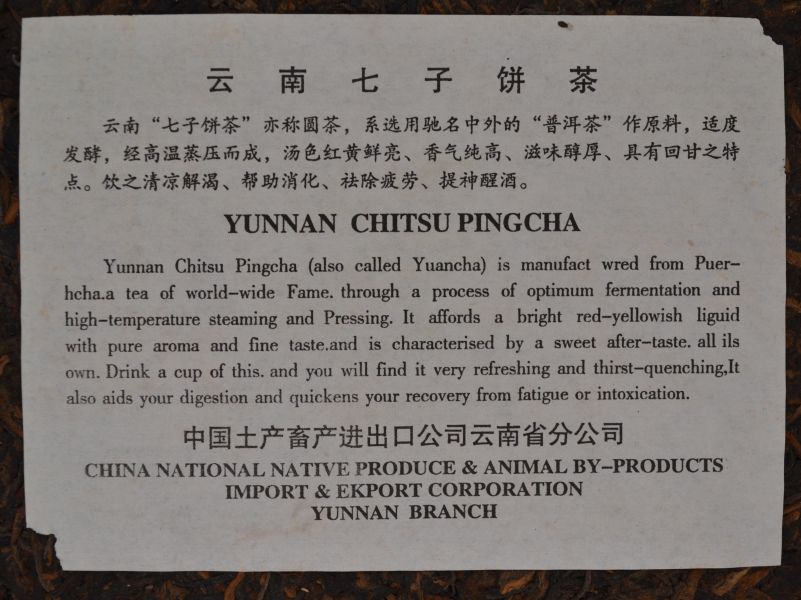 云南七子饼茶
云南“七子饼茶”亦称圆茶，系选用驰名中外的“普洱茶”作原料，适度
发酵，经高温蒸压而成，汤色红黄鲜亮、香气纯高、滋味醇厚、具有回甘之特
点。饮之清凉解渴、帮助消化、祛除疲劳、提神醒酒。
YUNNAN CHITSU PINGCHA
Yunnan Chitsu Pingcha (also called Yuancha) is manufact wred from Puer-
hcha.a tea of world-wide Fame. through a process of optimum fermentation and
high-temperature steaming and Pressing. It affords a bright red-yellowish liguid
with pure aroma and fine taste.and is characterised by a sweet after-taste. all ils
own. Drink a cup of this. and you will find it very refreshing and thirst-quenching,It
also aids your digestion and quickens your recovery from fatigue or intoxication.
中国土产畜产进出口公司云南省分公司
CHINA NATIONAL NATIVE PRODUCE & ANIMAL BY-PRODUCTS
IMPORT & EKPORT CORPORATION
YUNNAN BRANCH